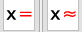 x= x≈